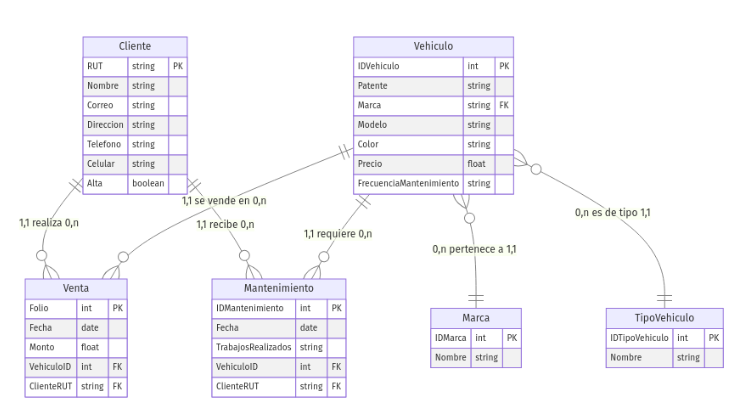 Cliente
RUT string PK
Nombre string
Correo string
Direccion string
Telefono string
Celular string
Alta boolean
Vehiculo
IDVehiculo int PK
Patente string
Marca string FK
Modelo string
Color string
Precio float
FrecuenciaMantenimiento string
1,1 realiza 0,n
1,1 se vende en 0,n
1,1 recibe 0,n
1,1 requiere 0,n
0,n pertenece a 1,1
0,n es de tipo 1,1
Venta
Folio int PK
Fecha date
Monto float
VehiculoID int FK
ClienteRUT string FK
Mantenimiento
IDMantenimiento int PK
Fecha date
TrabajosRealizados string
VehiculoID int FK
ClienteRUT string FK
Marca
IDMarca int PK
Nombre string
TipoVehiculo
IDTipoVehiculo int PK
Nombre string